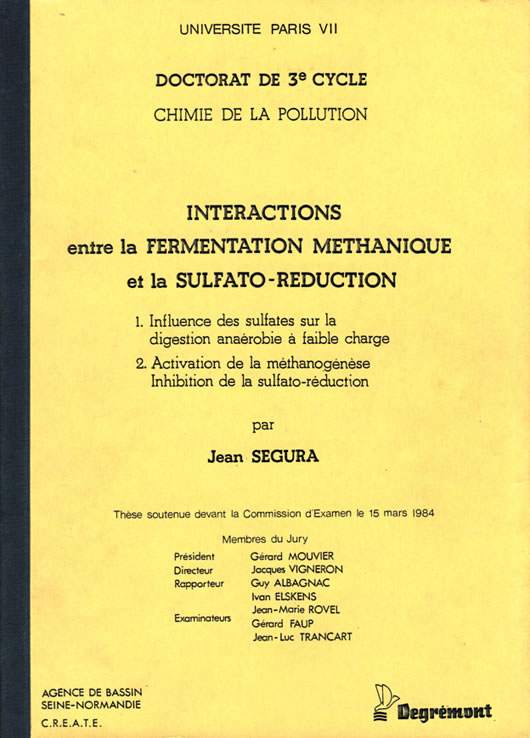 UNIVERSITE PARIS VII
DOCTORAT DE 3e CYCLE
CHIMIE DE LA POLLUTION
INTERACTIONS
entre la FERMENTATION METHANIQUE
et la SULFATO-REDUCTION
1. Influence des sulfates sur la
digestion anaérobie à faible charge
2. Activation de la méthanogénèse
Inhibition de la sulfato-réduction
par
Jean SEGURA
Thèse soutenue devant la Commission d'Examen le 15 mars 1984
Membres du Jury
Président Gérard MOUVIER
Directeur Jacques VIGNERON
Rapporteur Guy ALBAGNAC
Ivan ELSKENS
Jean-Marie ROVEL
Examinateurs Gérard FAUP
Jean-Luc TRANCART
AGENCE DE BASSIN
SEINE-NORMANDIE
C.R.E.A.T.E.
Degrémont